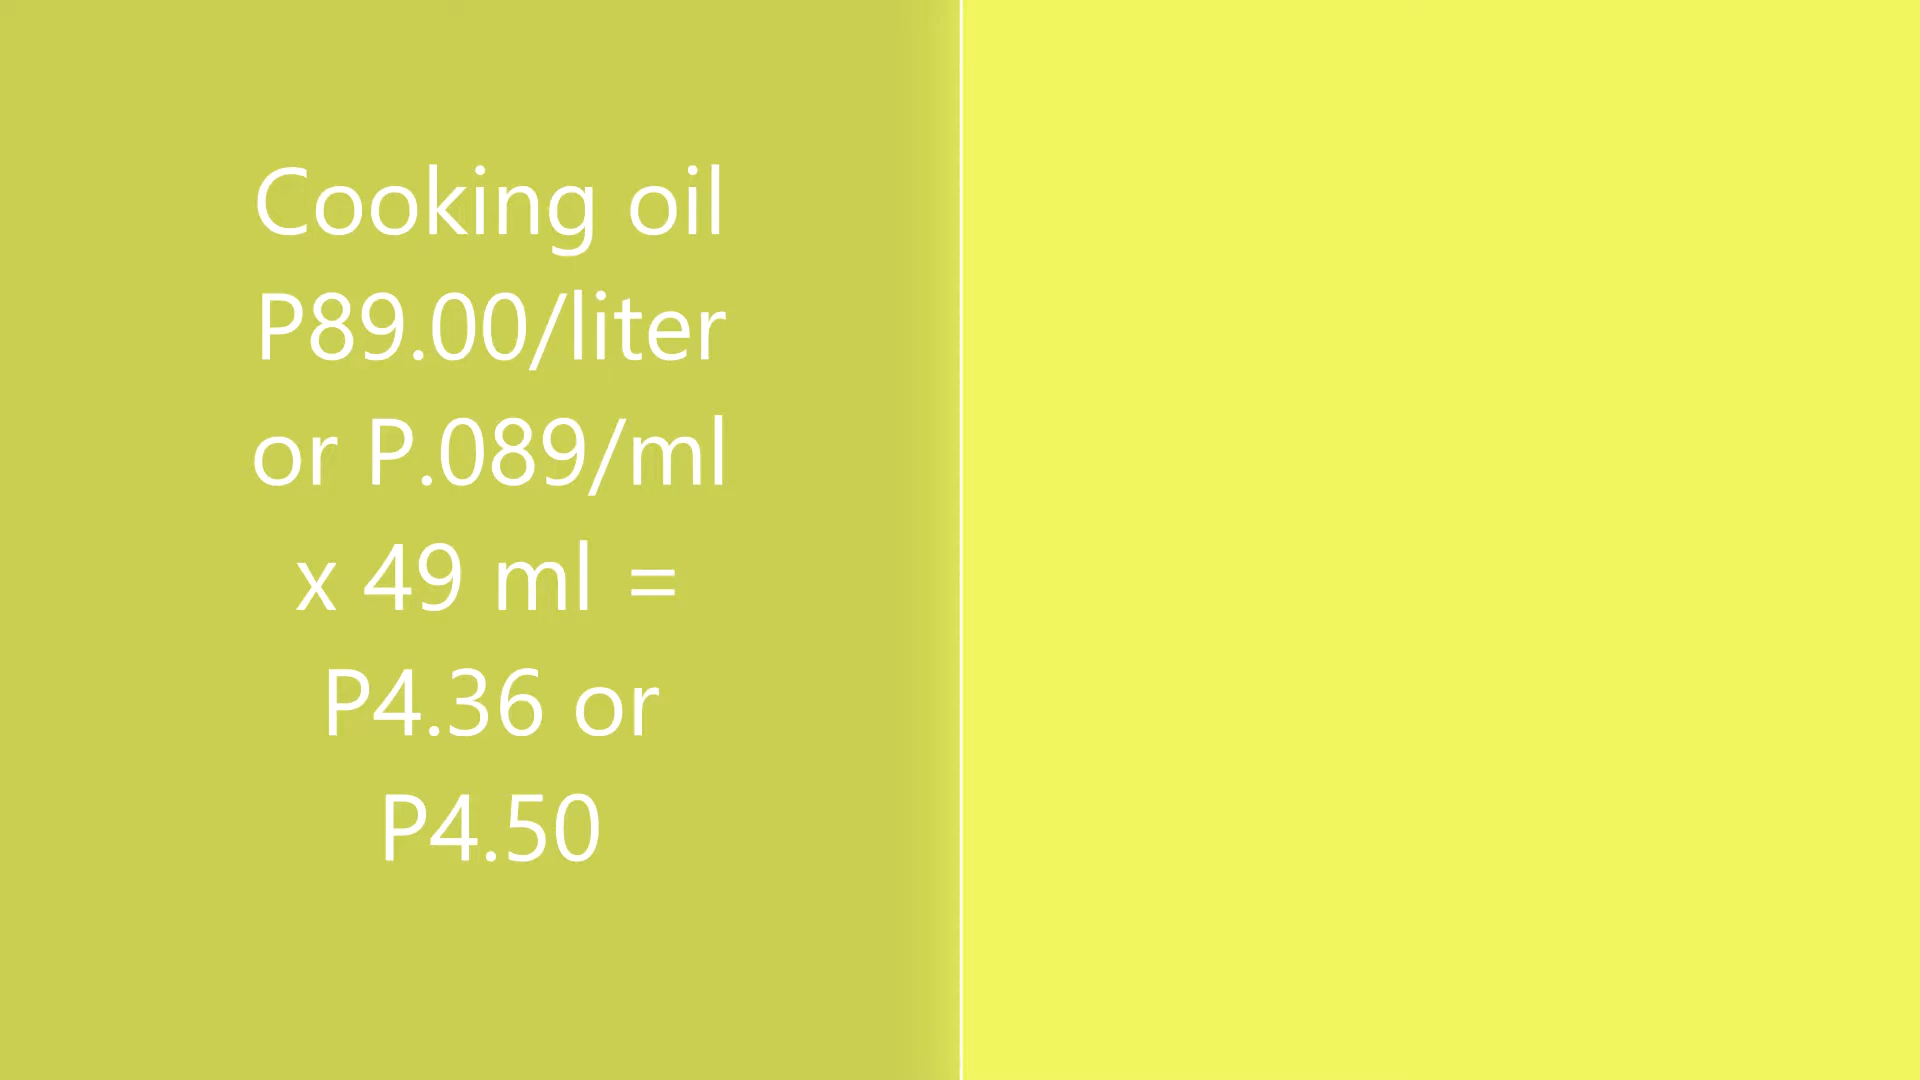 Cooking oil
P89.00/liter
or P.089/ml
x 49 ml =
P4.36 or
P4.50